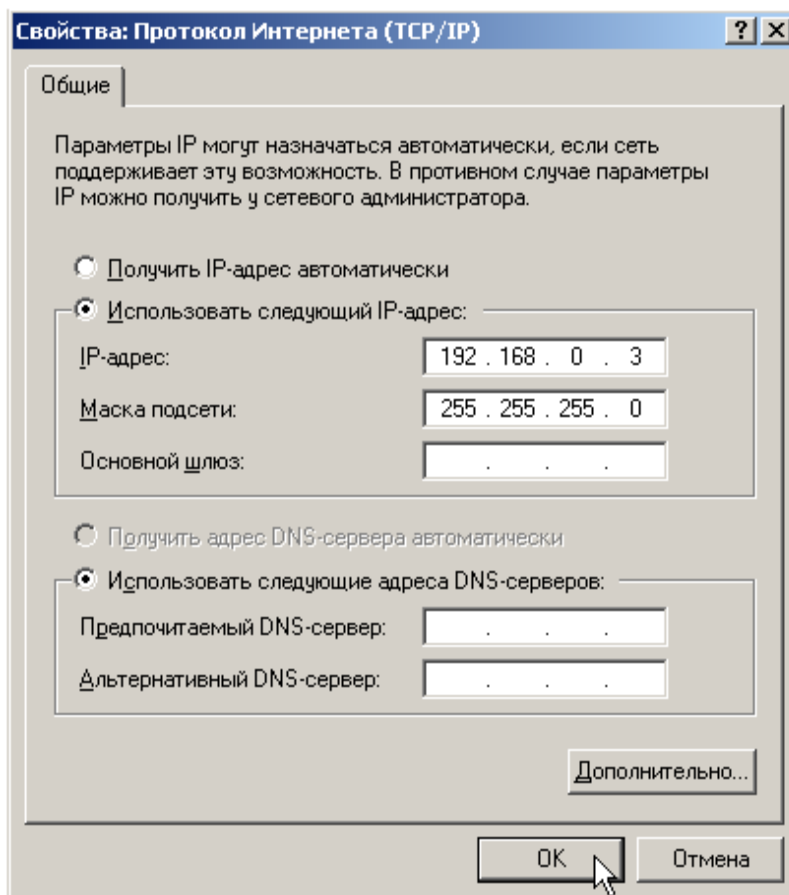 Свойства: Протокол Интернета (TCP/IP)
Общие
Параметры IP могут назначаться автоматически, если сеть
поддерживает эту возможность. В противном случае параметры
IP можно получить у сетевого администратора.
Получить IP-адрес автоматически
Использовать следующий IP-адрес:
IP-адрес: 192 . 168 . 0 . 3
Маска подсети: 255 . 255 . 255 . 0
Основной шлюз: . . .
Получить адрес DNS-сервера автоматически
Использовать следующие адреса DNS-серверов:
Предпочитаемый DNS-сервер: . . .
Альтернативный DNS-сервер: . . .
Дополнительно...
OK Отмена